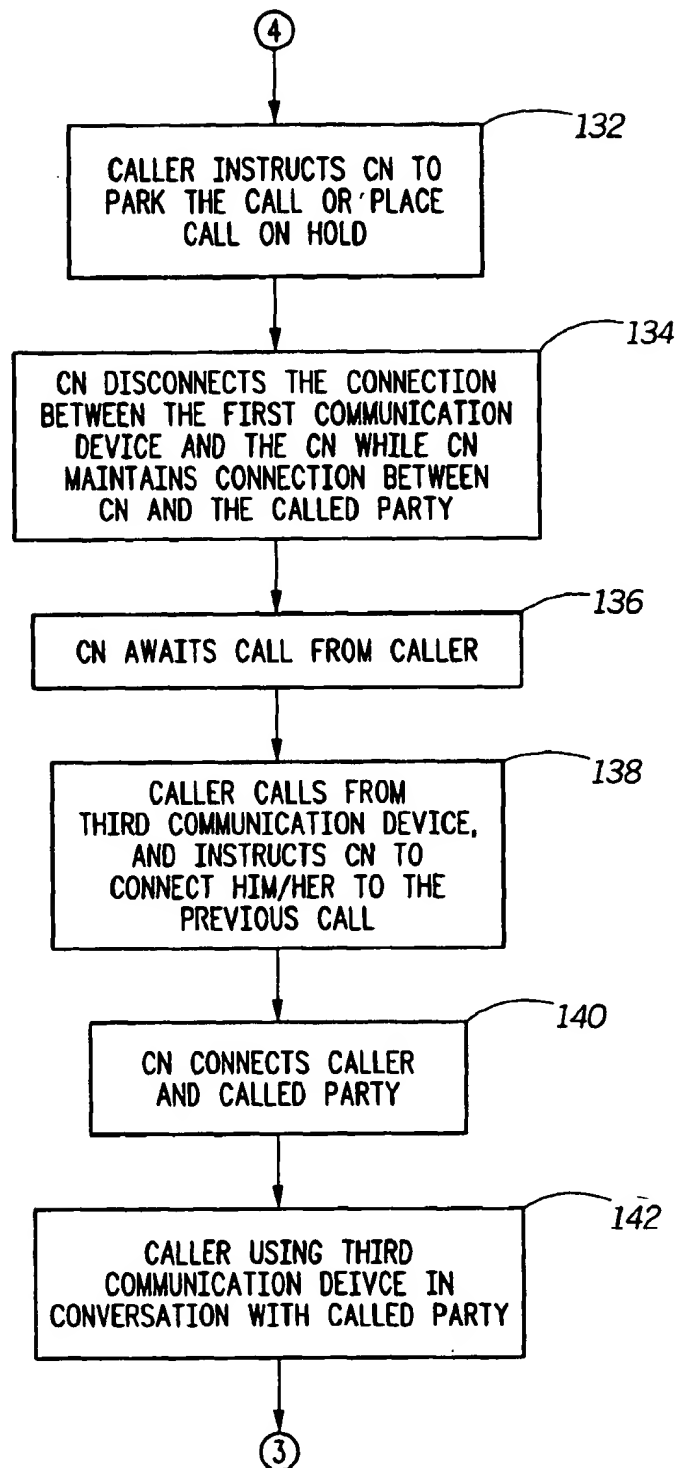 4
132
CALLER INSTRUCTS CN TO
PARK THE CALL OR PLACE
CALL ON HOLD
134
CN DISCONNECTS THE CONNECTION
BETWEEN THE FIRST COMMUNICATION
DEVICE AND THE CN WHILE CN
MAINTAINS CONNECTION BETWEEN
CN AND THE CALLED PARTY
136
CN AWAITS CALL FROM CALLER
138
CALLER CALLS FROM
THIRD COMMUNICATION DEVICE,
AND INSTRUCTS CN TO
CONNECT HIM/HER TO THE
PREVIOUS CALL
140
CN CONNECTS CALLER
AND CALLED PARTY
142
CALLER USING THIRD
COMMUNICATION DEIVCE IN
CONVERSATION WITH CALLED PARTY
3